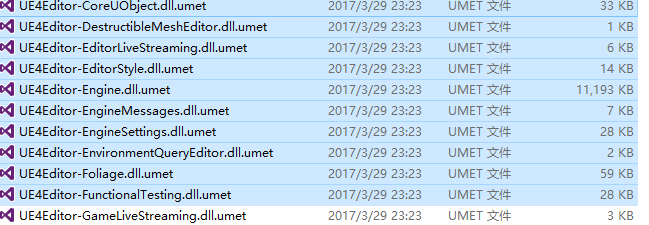 UE4Editor-CoreUObject.dll.umet 2017/3/29 23:23 UMET 文件 33 KB
UE4Editor-DestructibleMeshEditor.dll.umet 2017/3/29 23:23 UMET 文件 1 KB
UE4Editor-EditorLiveStreaming.dll.umet 2017/3/29 23:23 UMET 文件 6 KB
UE4Editor-EditorStyle.dll.umet 2017/3/29 23:23 UMET 文件 14 KB
UE4Editor-Engine.dll.umet 2017/3/29 23:23 UMET 文件 11,193 KB
UE4Editor-EngineMessages.dll.umet 2017/3/29 23:23 UMET 文件 7 KB
UE4Editor-EngineSettings.dll.umet 2017/3/29 23:23 UMET 文件 28 KB
UE4Editor-EnvironmentQueryEditor.dll.umet 2017/3/29 23:23 UMET 文件 2 KB
UE4Editor-Foliage.dll.umet 2017/3/29 23:23 UMET 文件 59 KB
UE4Editor-FunctionalTesting.dll.umet 2017/3/29 23:23 UMET 文件 28 KB
UE4Editor-GameLiveStreaming.dll.umet 2017/3/29 23:23 UMET 文件 3 KB